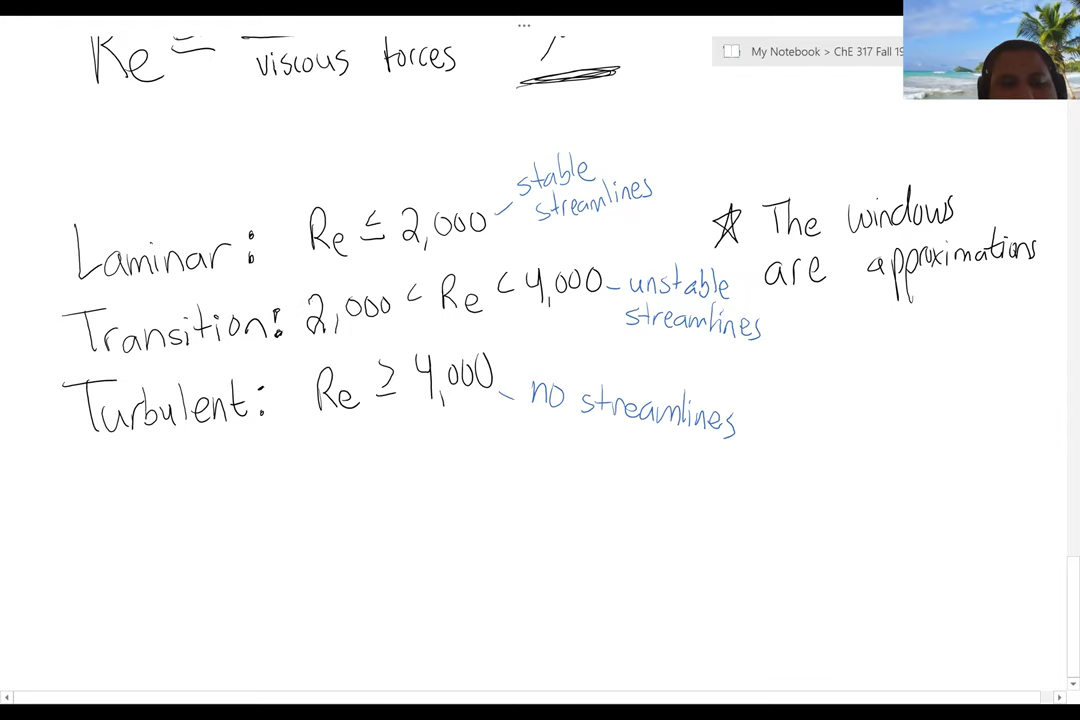 Re =
viscous forces
My Notebook > ChE 317 Fall 19
Laminar: Re ≤ 2,000 - stable streamlines
Transition: 2,000 < Re < 4,000 - unstable streamlines
Turbulent: Re ≥ 4,000 - no streamlines
☆ The windows
are approximations